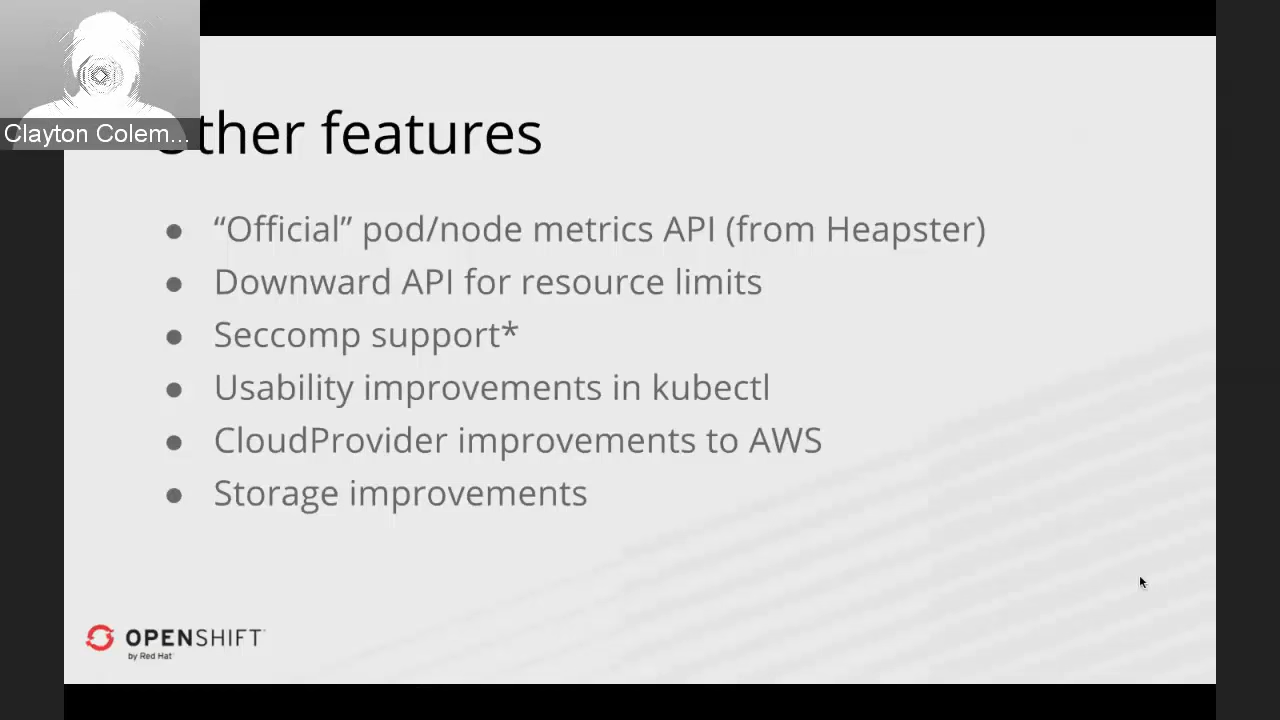 Clayton Colem...
Other features
● “Official” pod/node metrics API (from Heapster)
● Downward API for resource limits
● Seccomp support*
● Usability improvements in kubectl
● CloudProvider improvements to AWS
● Storage improvements
OPENSHIFT
by Red Hat